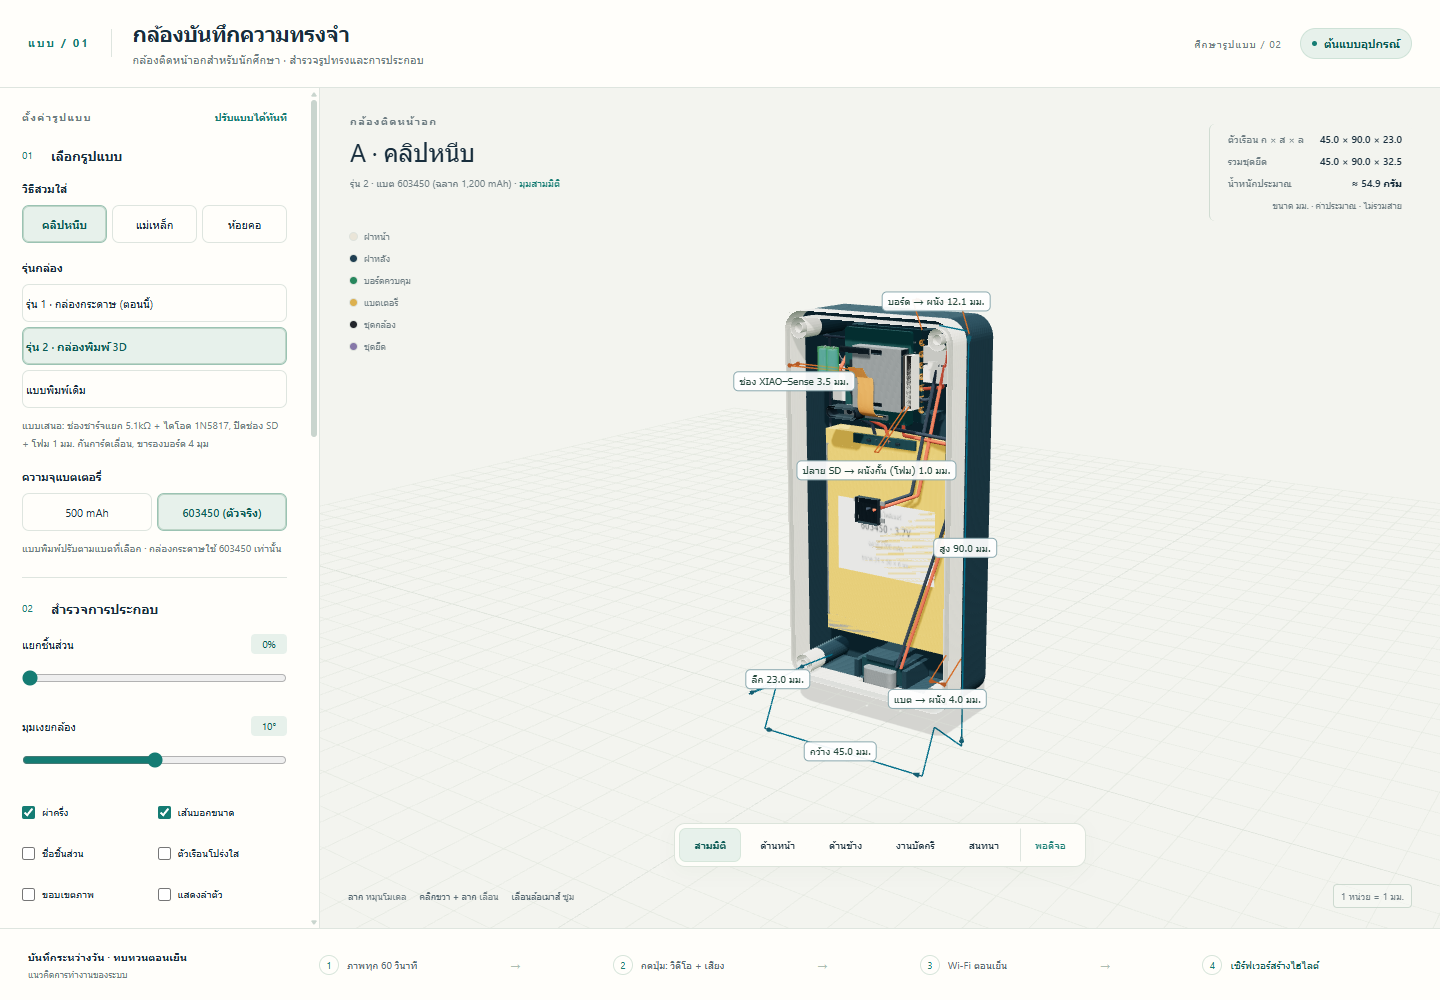 แบบ / 01
กล้องบันทึกความทรงจำ
กล้องติดหน้าอกสำหรับนักศึกษา · สำรวจรูปทรงและการประกอบ
ศึกษารูปแบบ / 02
ต้นแบบอุปกรณ์
ตั้งค่ารูปแบบ
ปรับแบบได้ทันที
01 เลือกรูปแบบ
วิธีสวมใส่
คลิปหนีบ
แม่เหล็ก
ห้อยคอ
รุ่นกล่อง
รุ่น 1 · กล่องกระดาษ (ตอนนี้)
รุ่น 2 · กล่องพิมพ์ 3D
แบบพิมพ์เดิม
แบบเสนอ: ช่องชาร์จแยก 5.1kΩ + ไดโอด 1N5817, ปิดช่อง SD
+ โฟม 1 มม. กันการ์ดเลื่อน, ขารองบอร์ด 4 มุม
ความจุแบตเตอรี่
500 mAh
603450 (ตัวจริง)
แบบพิมพ์ปรับตามแบตที่เลือก · กล่องกระดาษใช้ 603450 เท่านั้น
02 สำรวจการประกอบ
แยกชิ้นส่วน
0%
มุมเงยกล้อง
10°
ผ่าครึ่ง
เส้นบอกขนาด
ชื่อชิ้นส่วน
ตัวเรือนโปร่งใส
ขอบเขตภาพ
แสดงลำตัว
กล้องติดหน้าอก
A · คลิปหนีบ
รุ่น 2 · แบต 603450 (ฉลาก 1,200 mAh) · มุมสามมิติ
ฝาหน้า
ฝาหลัง
บอร์ดควบคุม
แบตเตอรี่
ชุดกล้อง
ชุดยึด
ตัวเรือน ก × ส × ล 45.0 × 90.0 × 23.0
รวมชุดยึด 45.0 × 90.0 × 32.5
น้ำหนักประมาณ ≈ 54.9 กรัม
ขนาด มม. · ค่าประมาณ · ไม่รวมสาย
บอร์ด → ผนัง 12.1 มม.
ช่อง XIAO–Sense 3.5 มม.
ปลาย SD → ผนังกั้น (โฟม) 1.0 มม.
603450 · 3.7V
สูง 90.0 มม.
ลึก 23.0 มม.
แบต → ผนัง 4.0 มม.
กว้าง 45.0 มม.
สามมิติ
ด้านหน้า
ด้านข้าง
งานบัดกรี
สนทนา
พอดีจอ
ลาก หมุนโมเดล คลิกขวา + ลาก เลื่อน เลื่อนล้อเมาส์ ซูม
1 หน่วย = 1 มม.
บันทึกระหว่างวัน · ทบทวนตอนเย็น
แนวคิดการทำงานของระบบ
1 ภาพทุก 60 วินาที
→
2 กดปุ่ม: วิดีโอ + เสียง
→
3 Wi-Fi ตอนเย็น
→
4 เซิร์ฟเวอร์สร้างไฮไลต์